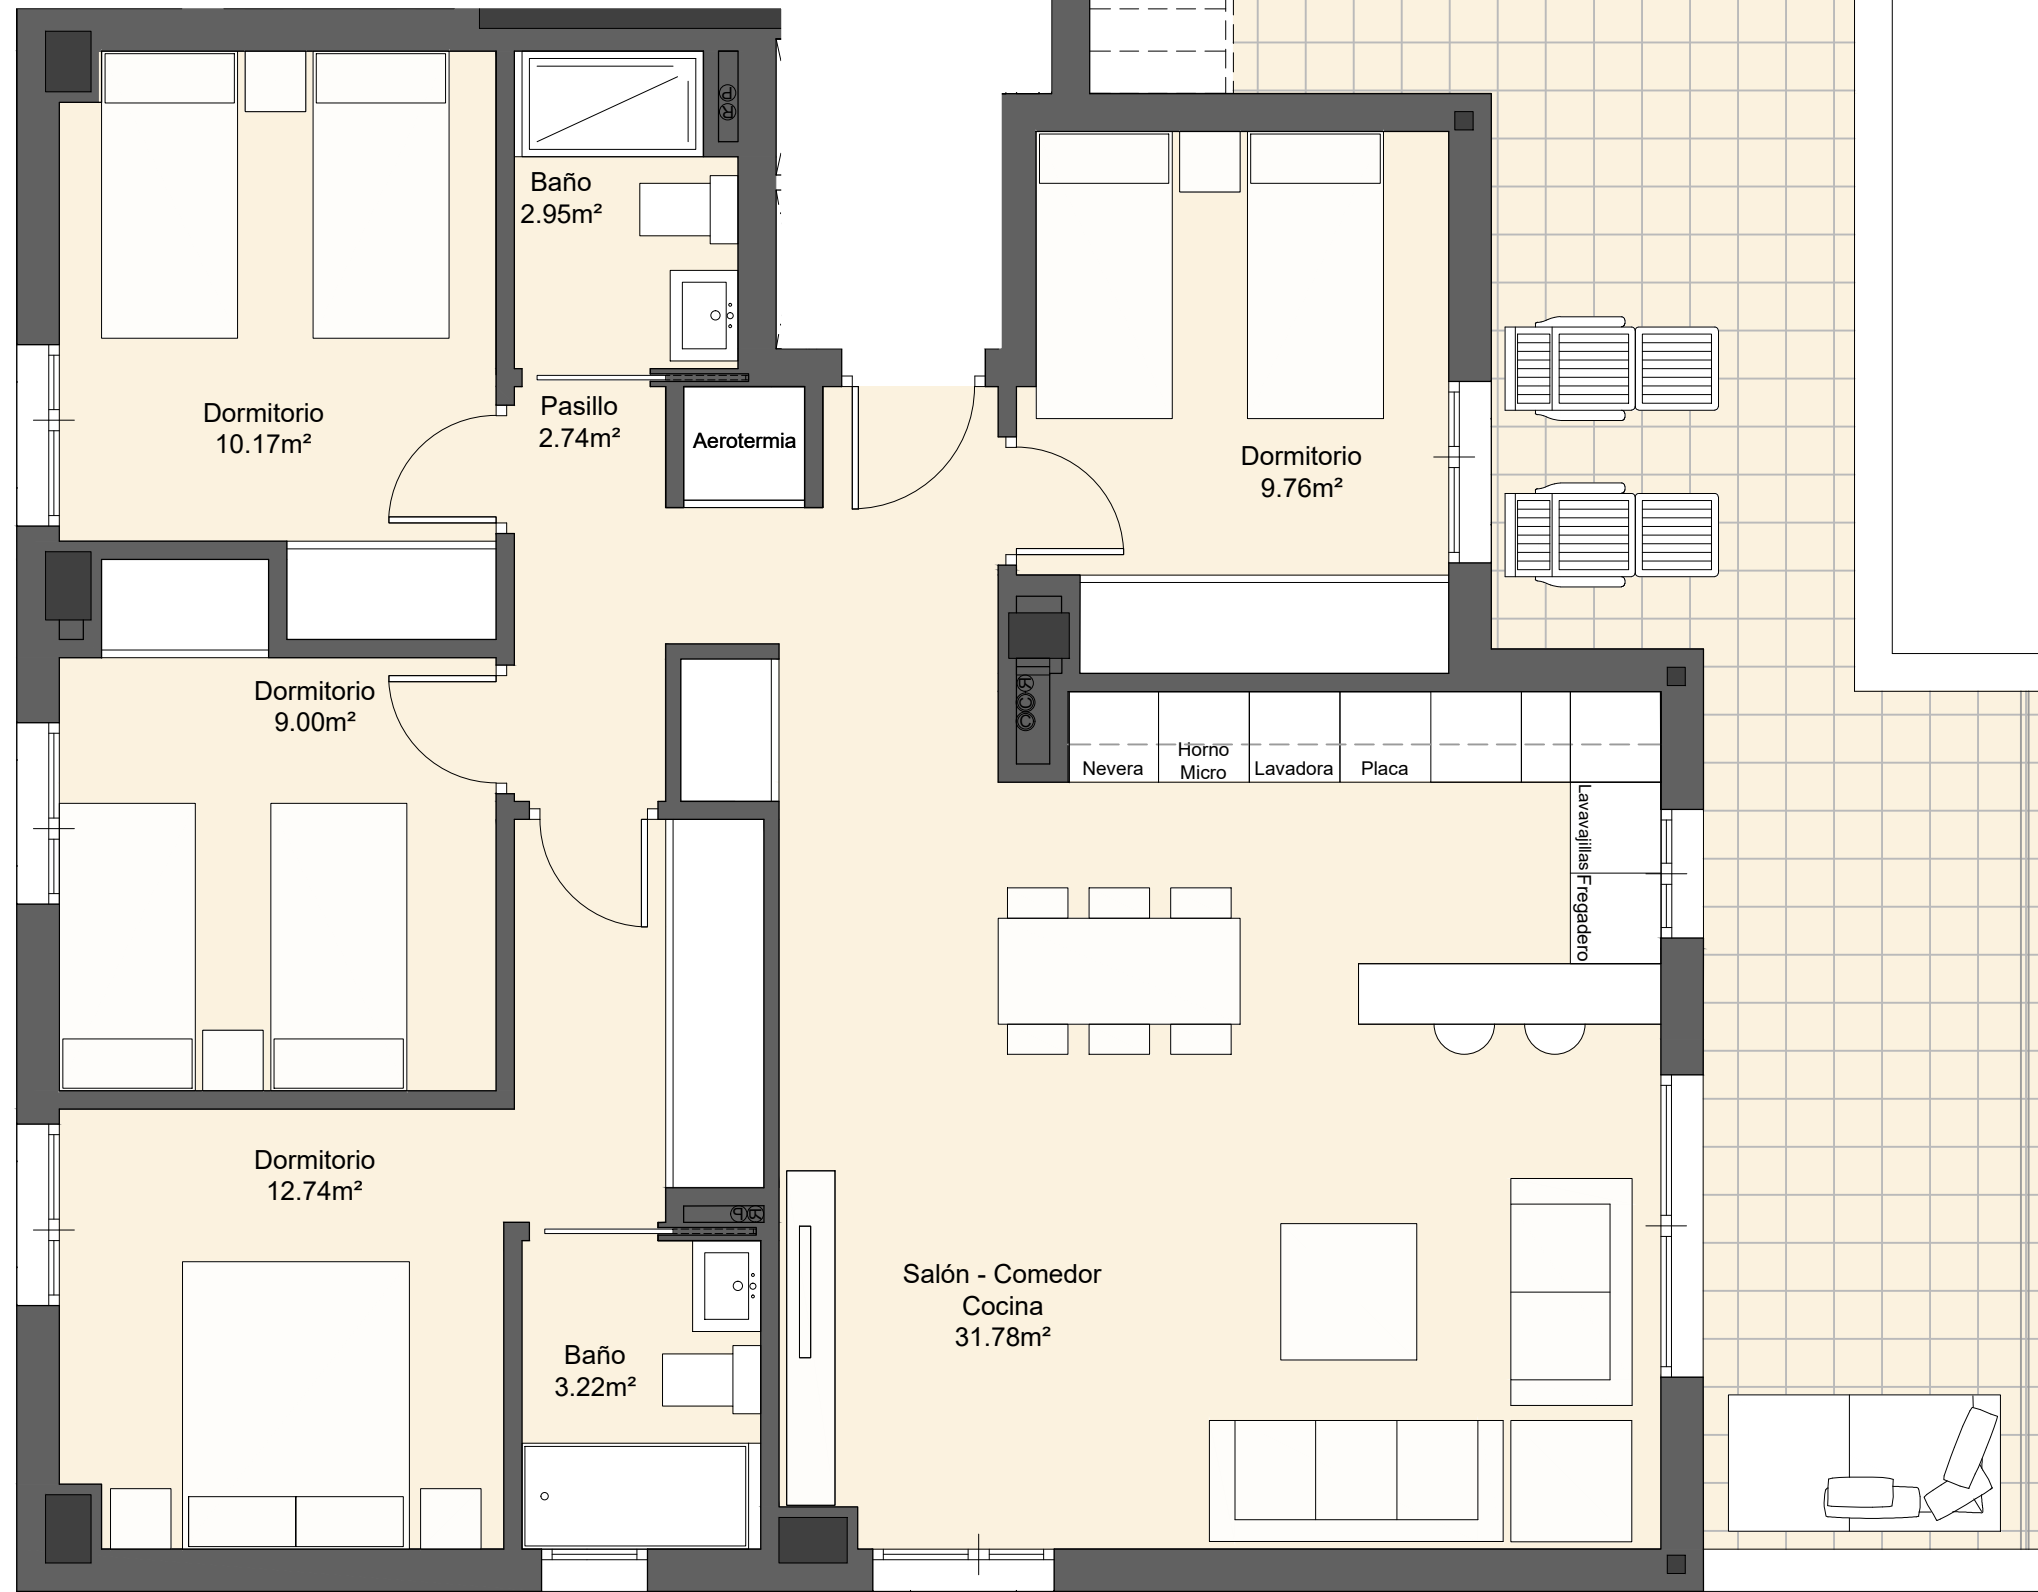 Baño
2.95m²
Dormitorio
10.17m²
Pasillo
2.74m²
Aerotermia
Dormitorio
9.76m²
Dormitorio
9.00m²
Nevera
Horno
Micro
Lavadora
Placa
Lavavajillas
Fregadero
Dormitorio
12.74m²
Salón - Comedor
Cocina
31.78m²
Baño
3.22m²